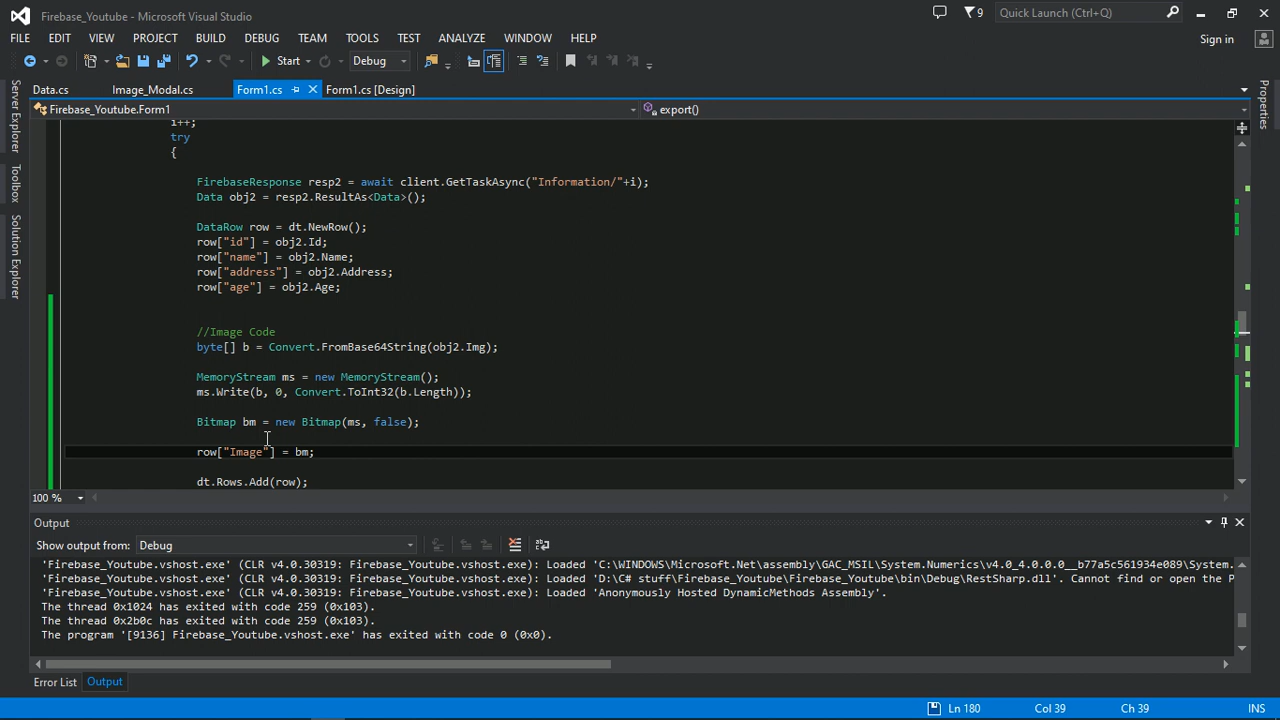 Firebase_Youtube - Microsoft Visual Studio
9
Quick Launch (Ctrl+Q)
FILE EDIT VIEW PROJECT BUILD DEBUG TEAM TOOLS TEST ANALYZE WINDOW HELP
Sign in
Start
Debug
Data.cs Image_Modal.cs Form1.cs Form1.cs [Design]
Firebase_Youtube.Form1
export()
Server Explorer
Toolbox
Solution Explorer
Properties
i++;
try
{
FirebaseResponse resp2 = await client.GetTaskAsync("Information/"+i);
Data obj2 = resp2.ResultAs<Data>();
DataRow row = dt.NewRow();
row["id"] = obj2.Id;
row["name"] = obj2.Name;
row["address"] = obj2.Address;
row["age"] = obj2.Age;
//Image Code
byte[] b = Convert.FromBase64String(obj2.Img);
MemoryStream ms = new MemoryStream();
ms.Write(b, 0, Convert.ToInt32(b.Length));
Bitmap bm = new Bitmap(ms, false);
row["Image"] = bm;
dt.Rows.Add(row);
100 %
Output
Show output from: Debug
'Firebase_Youtube.vshost.exe' (CLR v4.0.30319: Firebase_Youtube.vshost.exe): Loaded 'C:\WINDOWS\Microsoft.Net\assembly\GAC_MSIL\System.Numerics\v4.0_4.0.0.0__b77a5c561934e089\System.
'Firebase_Youtube.vshost.exe' (CLR v4.0.30319: Firebase_Youtube.vshost.exe): Loaded 'D:\C# stuff\Firebase_Youtube\Firebase_Youtube\bin\Debug\RestSharp.dll'. Cannot find or open the P
'Firebase_Youtube.vshost.exe' (CLR v4.0.30319: Firebase_Youtube.vshost.exe): Loaded 'Anonymously Hosted DynamicMethods Assembly'.
The thread 0x1024 has exited with code 259 (0x103).
The thread 0x2b0c has exited with code 259 (0x103).
The program '[9136] Firebase_Youtube.vshost.exe' has exited with code 0 (0x0).
Error List Output
Ln 180 Col 39 Ch 39 INS